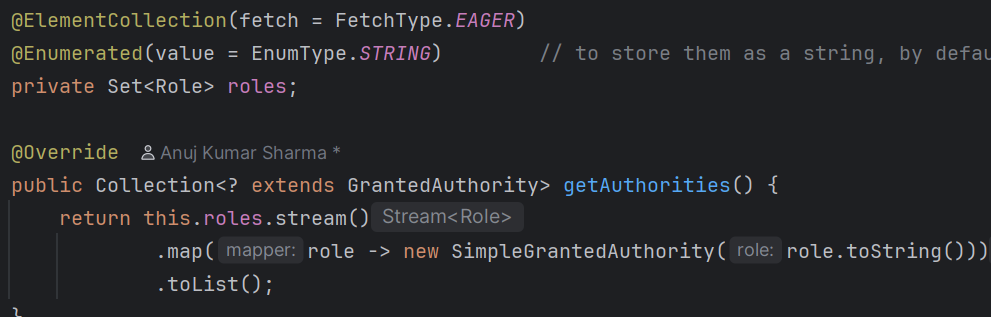 @ElementCollection(fetch = FetchType.EAGER)
@Enumerated(value = EnumType.STRING)        // to store them as a string, by defau
private Set<Role> roles;
@Override  Anuj Kumar Sharma *
public Collection<? extends GrantedAuthority> getAuthorities() {
    return this.roles.stream() Stream<Role>
            .map( mapper: role -> new SimpleGrantedAuthority( role: role.toString()))
            .toList();
}